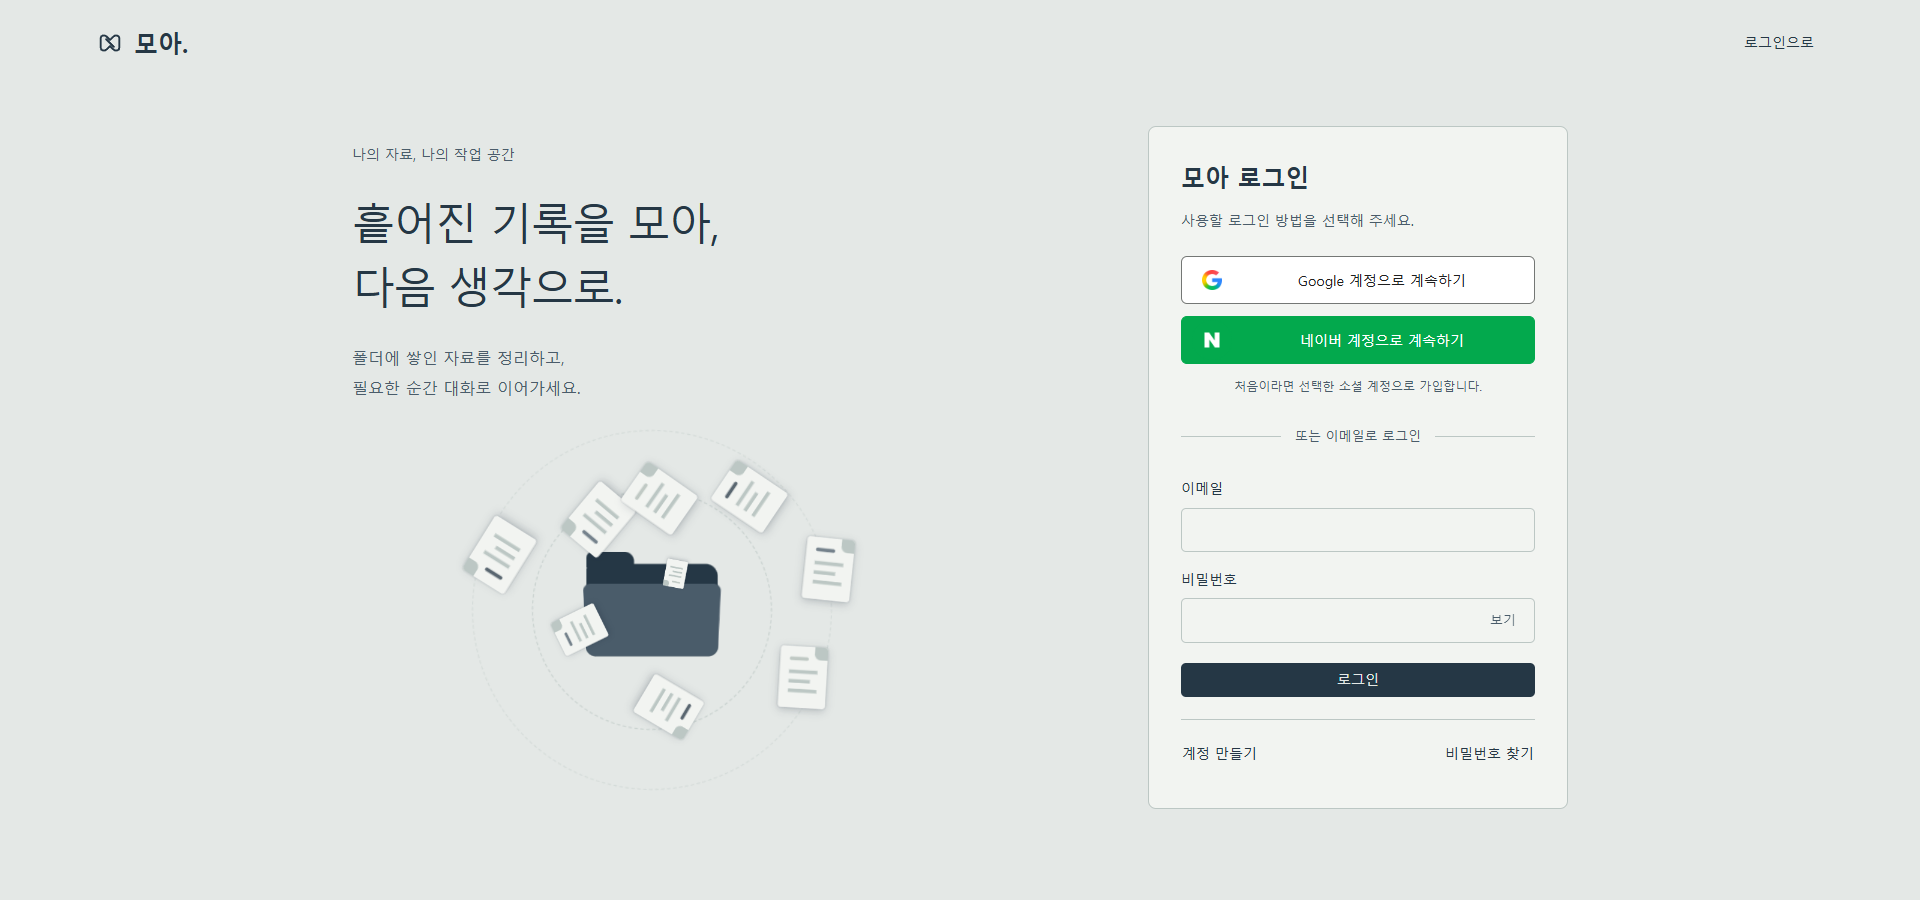 모아.
로그인으로
나의 자료, 나의 작업 공간
흩어진 기록을 모아,
다음 생각으로.
폴더에 쌓인 자료를 정리하고,
필요한 순간 대화로 이어가세요.
모아 로그인
사용할 로그인 방법을 선택해 주세요.
Google 계정으로 계속하기
네이버 계정으로 계속하기
처음이라면 선택한 소셜 계정으로 가입합니다.
또는 이메일로 로그인
이메일
비밀번호
보기
로그인
계정 만들기
비밀번호 찾기